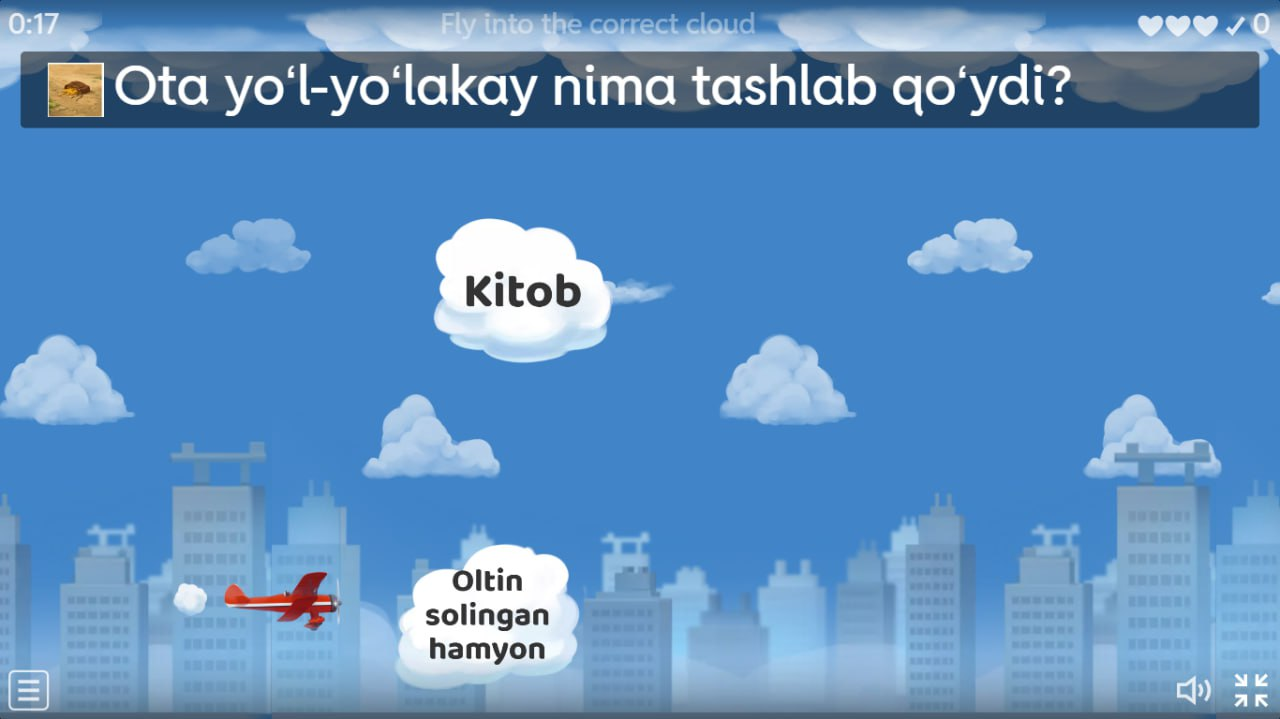 0:17
Fly into the correct cloud
0
Ota yo‘l-yo‘lakay nima tashlab qo‘ydi?
Kitob
Oltin
solingan
hamyon